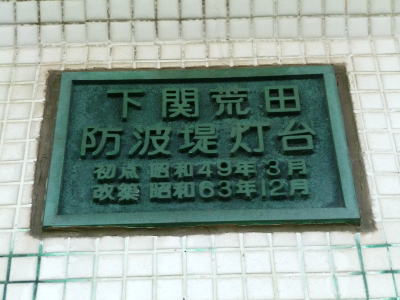 下関荒田
防波堤灯台
初点 昭和49年3月
改築 昭和63年12月